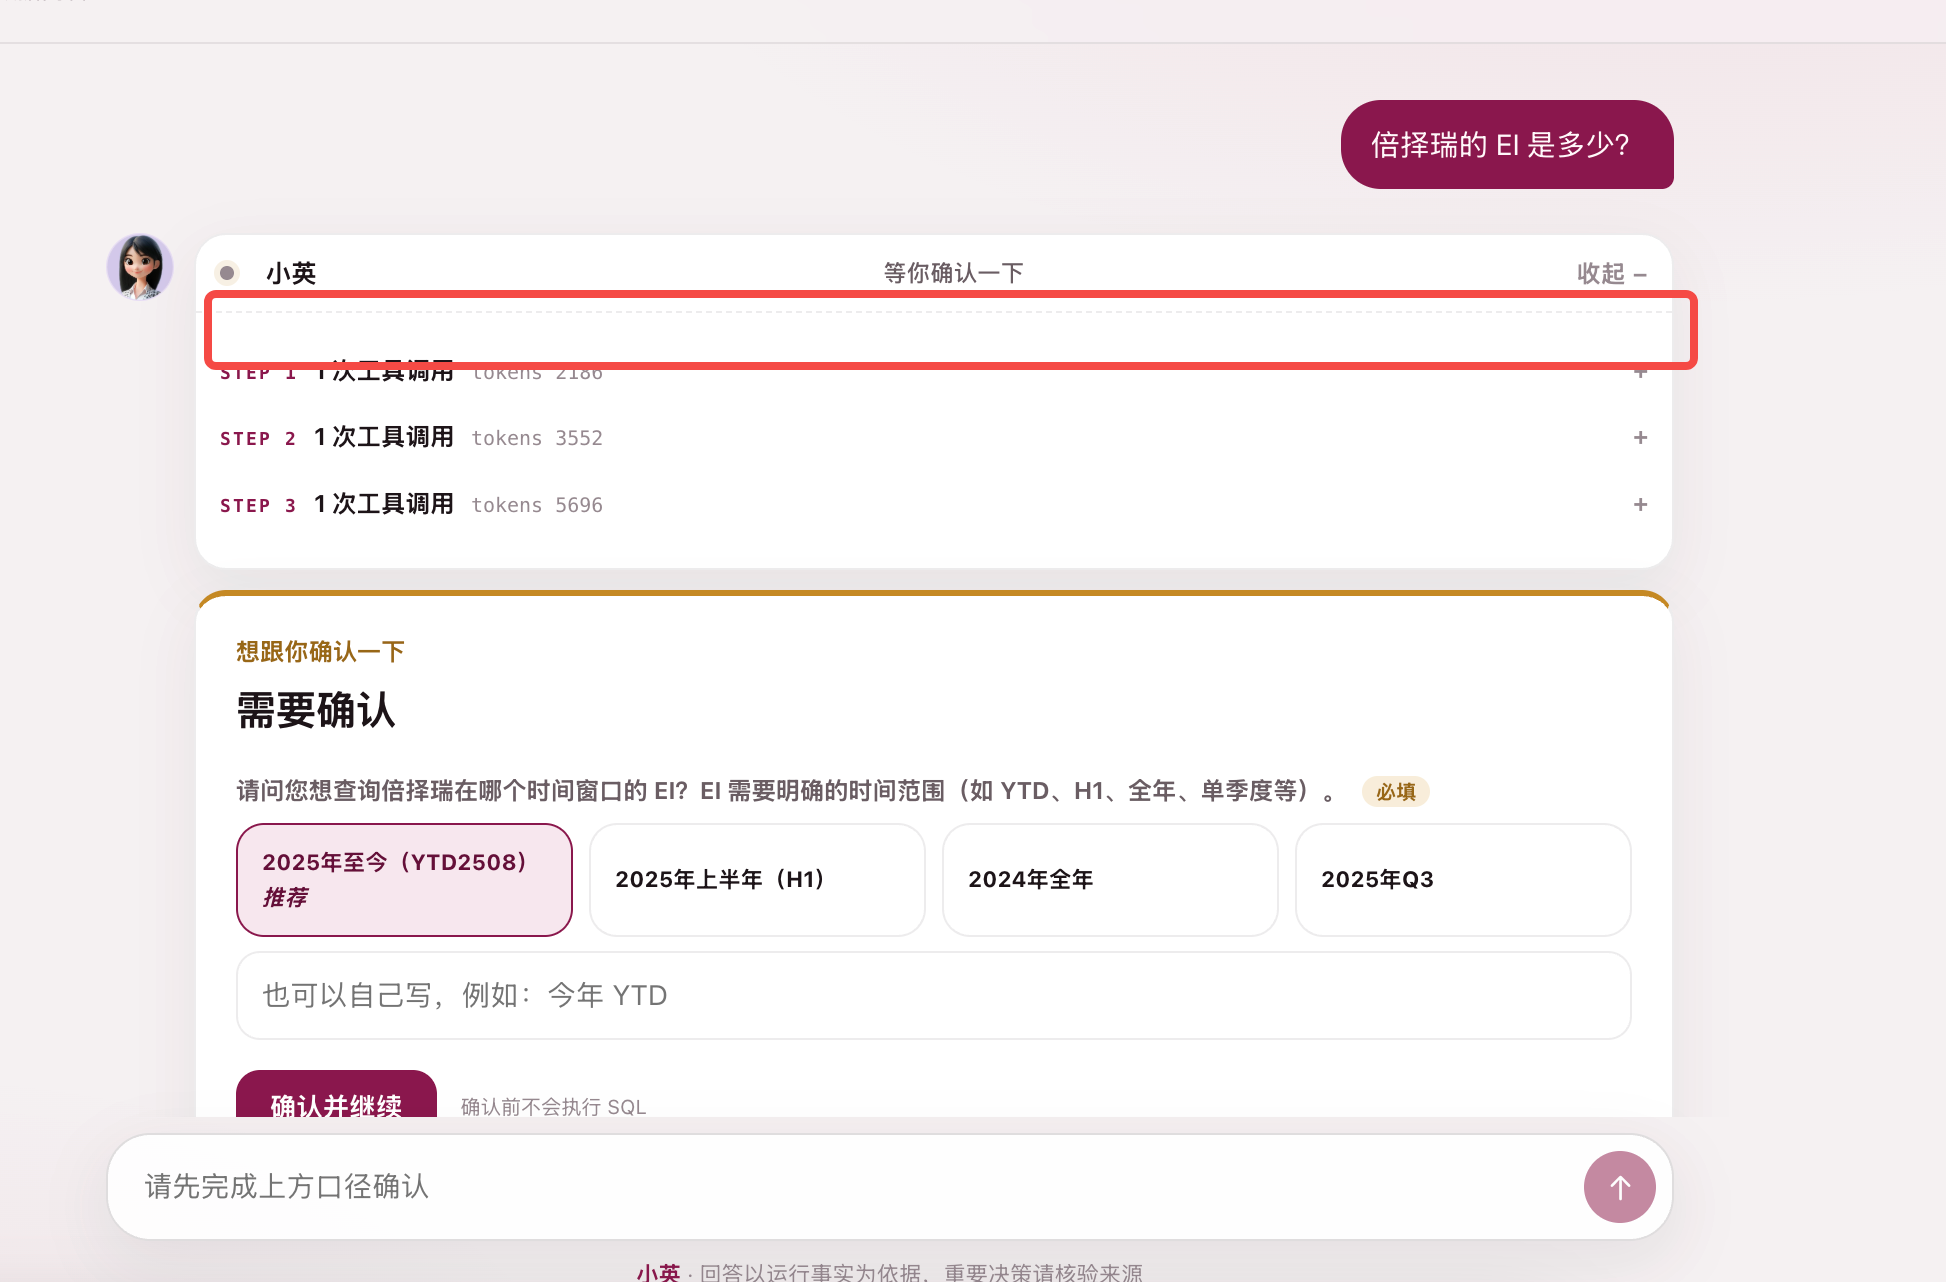 倍择瑞的 EI 是多少?
小英 等你确认一下 收起 −
STEP 1 1 次工具调用 tokens 2186 +
STEP 2 1 次工具调用 tokens 3552 +
STEP 3 1 次工具调用 tokens 5696 +
想跟你确认一下
需要确认
请问您想查询倍择瑞在哪个时间窗口的 EI? EI 需要明确的时间范围（如 YTD、H1、全年、单季度等）。 必填
2025年至今（YTD2508）
推荐
2025年上半年（H1） 2024年全年 2025年Q3
也可以自己写，例如：今年 YTD
确认并继续 确认前不会执行 SQL
请先完成上方口径确认
小英 · 回答以运行事实为依据，重要决策请核验来源